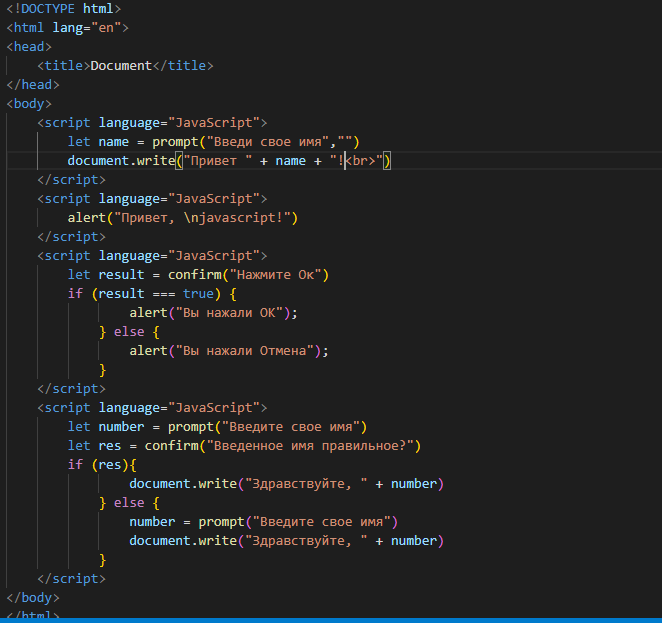 <!DOCTYPE html>
<html lang="en">
<head>
    <title>Document</title>
</head>
<body>
    <script language="JavaScript">
        let name = prompt("Введи свое имя","")
        document.write("Привет " + name + "!<br>")
    </script>
    <script language="JavaScript">
        alert("Привет, \njavascript!")
    </script>
    <script language="JavaScript">
        let result = confirm("Нажмите Ок")
        if (result === true) {
                alert("Вы нажали OK");
            } else {
                alert("Вы нажали Отмена");
            }
    </script>
    <script language="JavaScript">
        let number = prompt("Введите свое имя")
        let res = confirm("Введенное имя правильное?")
        if (res){
                document.write("Здравствуйте, " + number)
            } else {
                number = prompt("Введите свое имя")
                document.write("Здравствуйте, " + number)
            }
    </script>
</body>
</html>